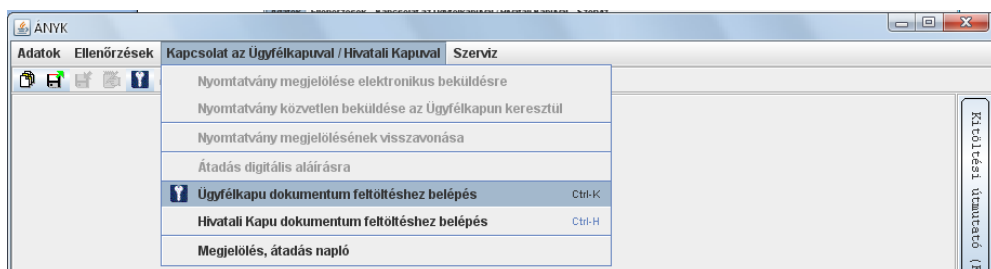 ÁNYK
Adatok Ellenőrzések Kapcsolat az Ügyfélkapuval / Hivatali Kapuval Szerviz
Nyomtatvány megjelölése elektronikus beküldésre
Nyomtatvány közvetlen beküldése az Ügyfélkapun keresztül
Nyomtatvány megjelölésének visszavonása
Átadás digitális aláírásra
Ügyfélkapu dokumentum feltöltéshez belépés Ctrl-K
Hivatali Kapu dokumentum feltöltéshez belépés Ctrl-H
Megjelölés, átadás napló
Kitöltési útmutató